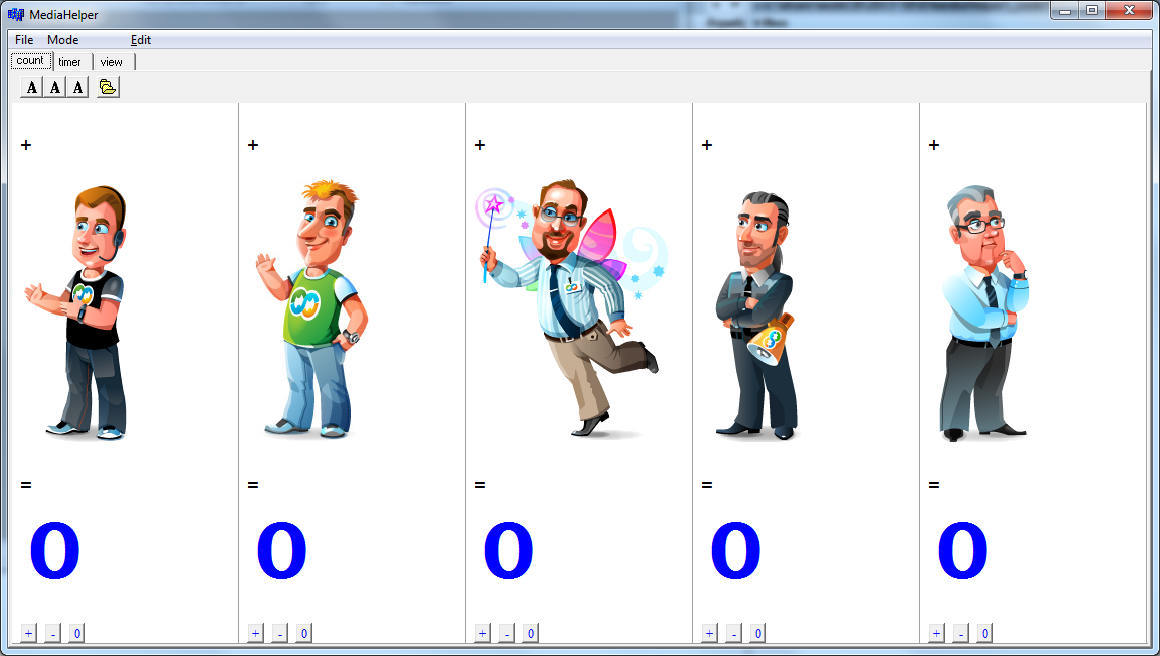 MediaHelper
File Mode Edit
count timer view
A A A
+ + + + +
= = = = =
0 0 0 0 0
+ - 0 + - 0 + - 0 + - 0 + - 0